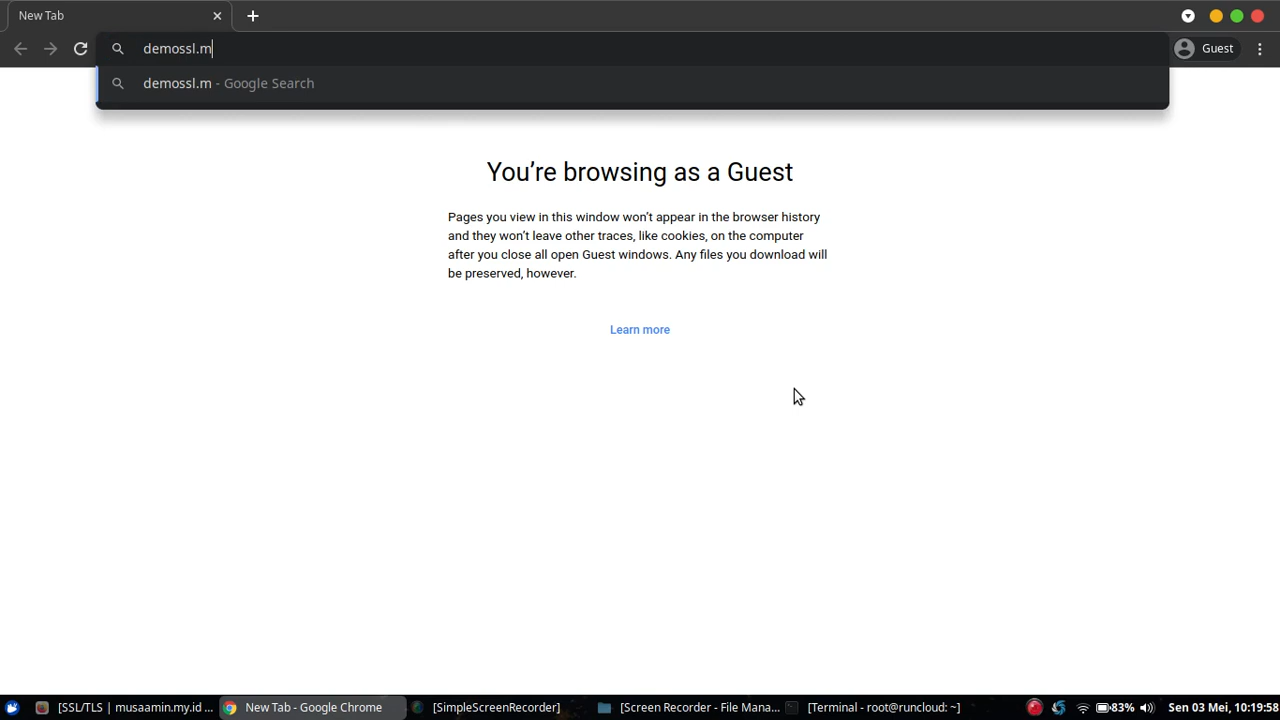 New Tab
demossl.m
Guest
demossl.m - Google Search
You're browsing as a Guest
Pages you view in this window won't appear in the browser history
and they won't leave other traces, like cookies, on the computer
after you close all open Guest windows. Any files you download will
be preserved, however.
Learn more
[SSL/TLS | musaamin.my.id ...
New Tab - Google Chrome
[SimpleScreenRecorder]
[Screen Recorder - File Mana...
[Terminal - root@runcloud: ~]
83%
Sen 03 Mei, 10:19:58